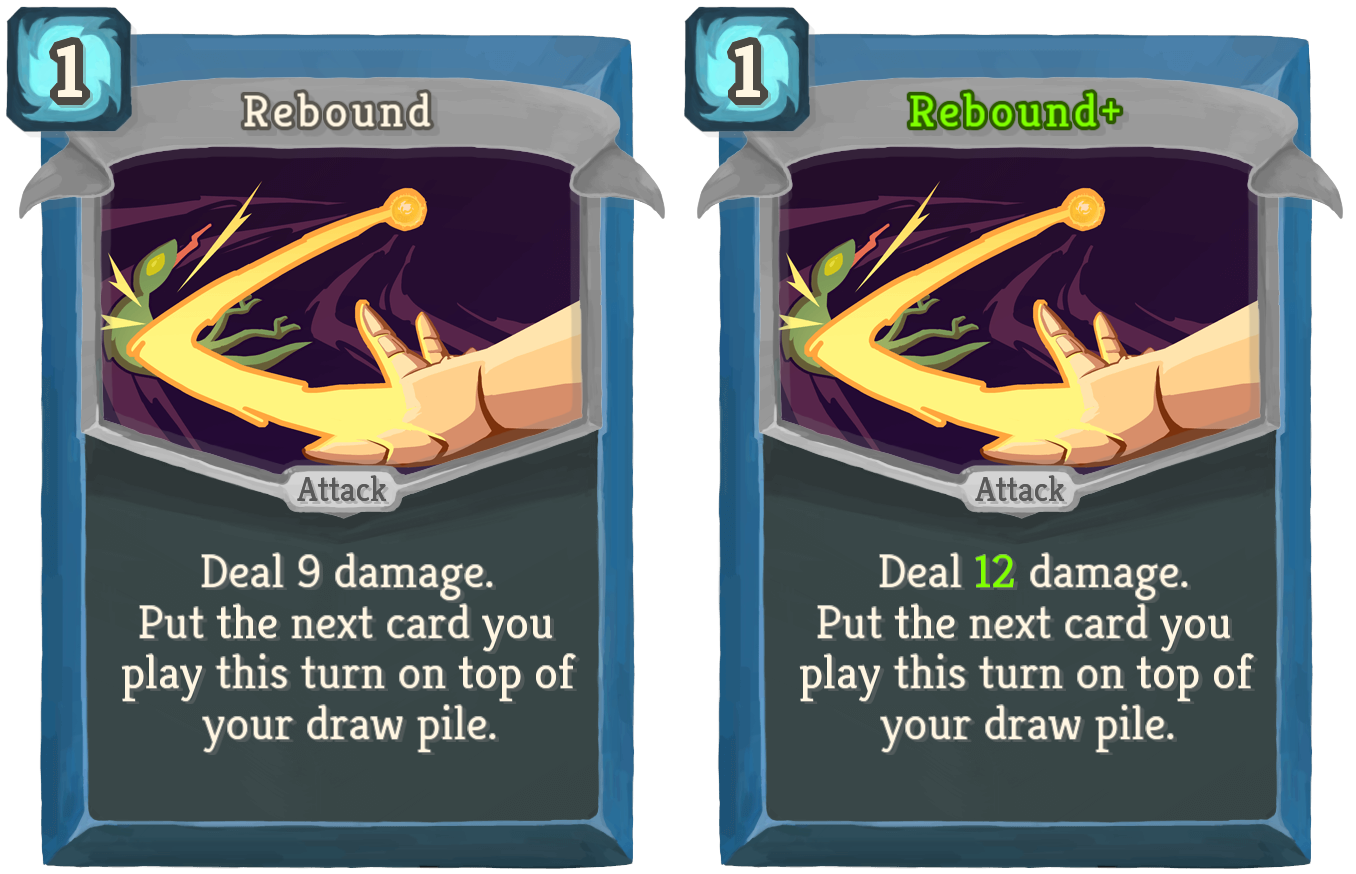 1
Rebound
Attack
Deal 9 damage.
Put the next card you
play this turn on top of
your draw pile.
1
Rebound+
Attack
Deal 12 damage.
Put the next card you
play this turn on top of
your draw pile.